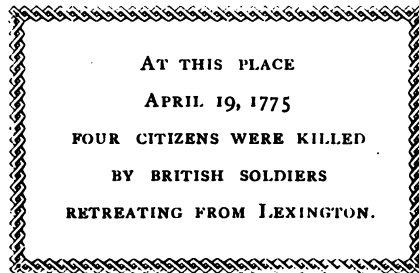 AT THIS PLACE
APRIL 19, 1775
FOUR CITIZENS WERE KILLED
BY BRITISH SOLDIERS
RETREATING FROM LEXINGTON.